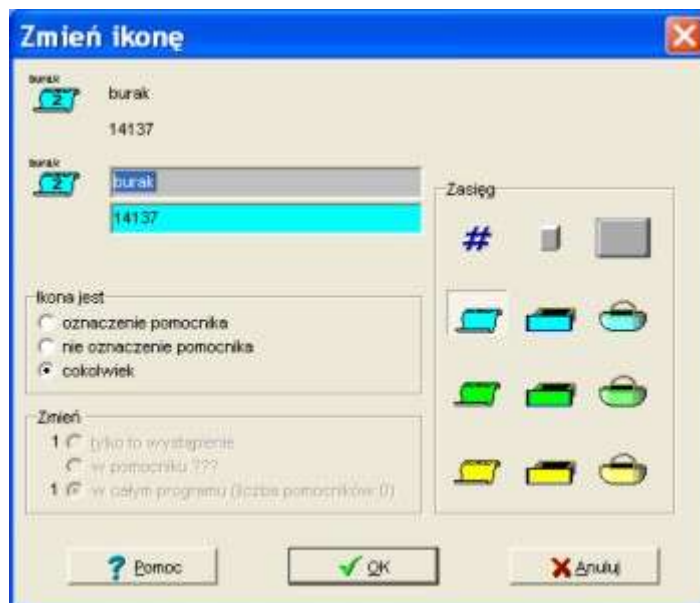 Zmień ikonę
burak
2
burak
14137
burak
2
burak
14137
Zasięg
#
Ikona jest
oznaczenie pomocnika
nie oznaczenie pomocnika
cokolwiek
Zmień
1 tylko to wystąpienie
w pomocniku ???
1 w całym programu (liczba pomocników: 0)
? Pomoc
OK
Anuluj